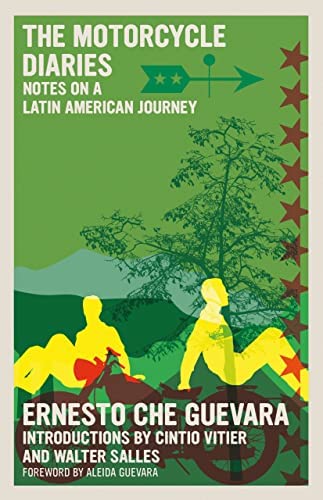 THE MOTORCYCLE
DIARIES
NOTES ON A
LATIN AMERICAN JOURNEY
ERNESTO CHE GUEVARA
INTRODUCTIONS BY CINTIO VITIER
AND WALTER SALLES
FOREWORD BY ALEIDA GUEVARA